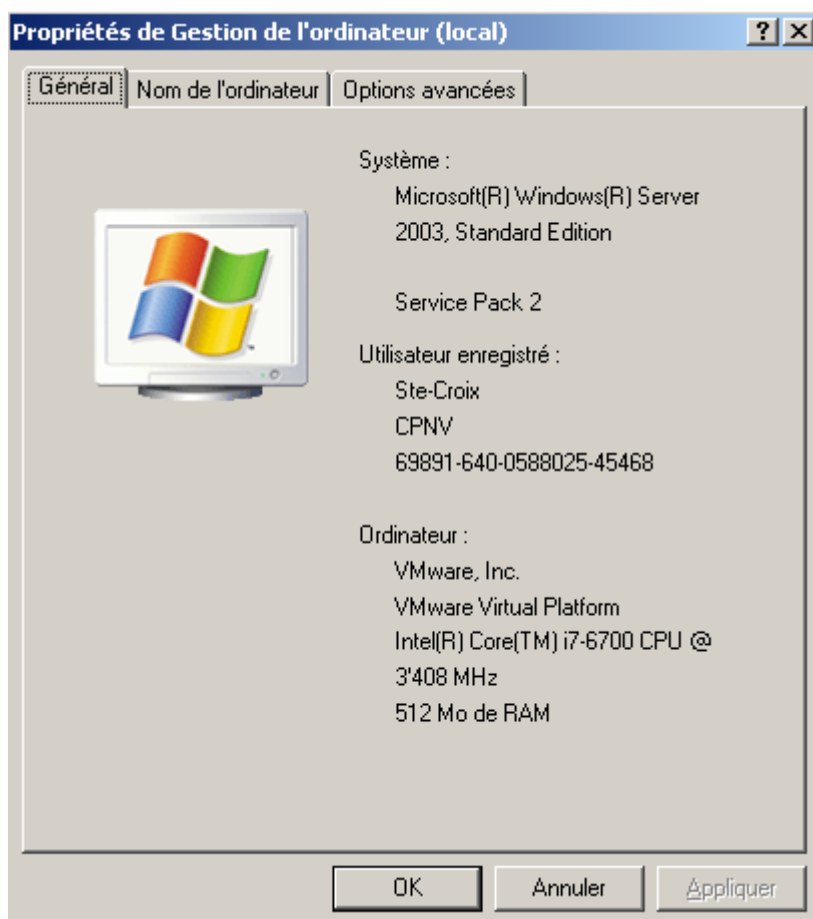 Propriétés de Gestion de l'ordinateur (local)
Général
Nom de l'ordinateur
Options avancées
Système :
Microsoft(R) Windows(R) Server
2003, Standard Edition
Service Pack 2
Utilisateur enregistré :
Ste-Croix
CPNV
69891-640-0588025-45468
Ordinateur :
VMware, Inc.
VMware Virtual Platform
Intel(R) Core(TM) i7-6700 CPU @
3'408 MHz
512 Mo de RAM
OK
Annuler
Appliquer